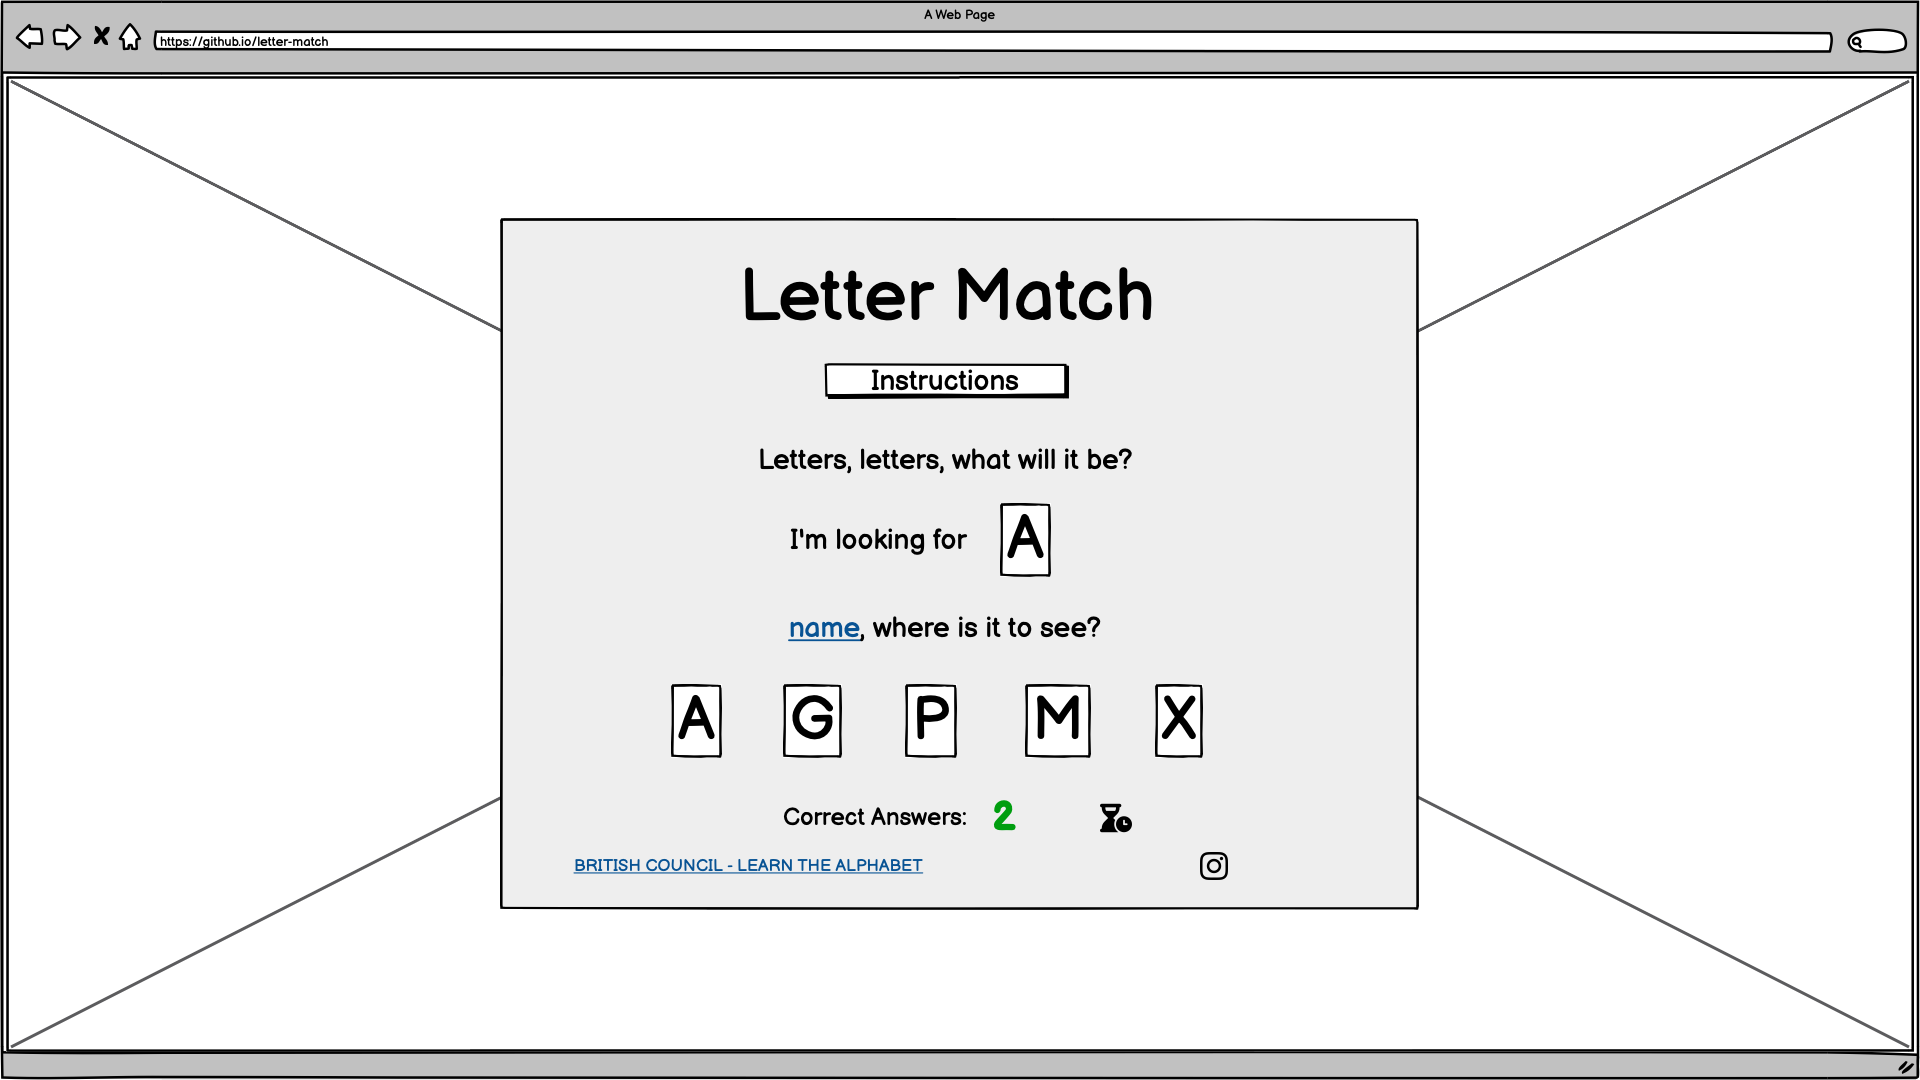 A Web Page
https://github.io/letter-match
Letter Match
Instructions
Letters, letters, what will it be?
I'm looking for A
name, where is it to see?
A G P M X
Correct Answers: 2
BRITISH COUNCIL - LEARN THE ALPHABET